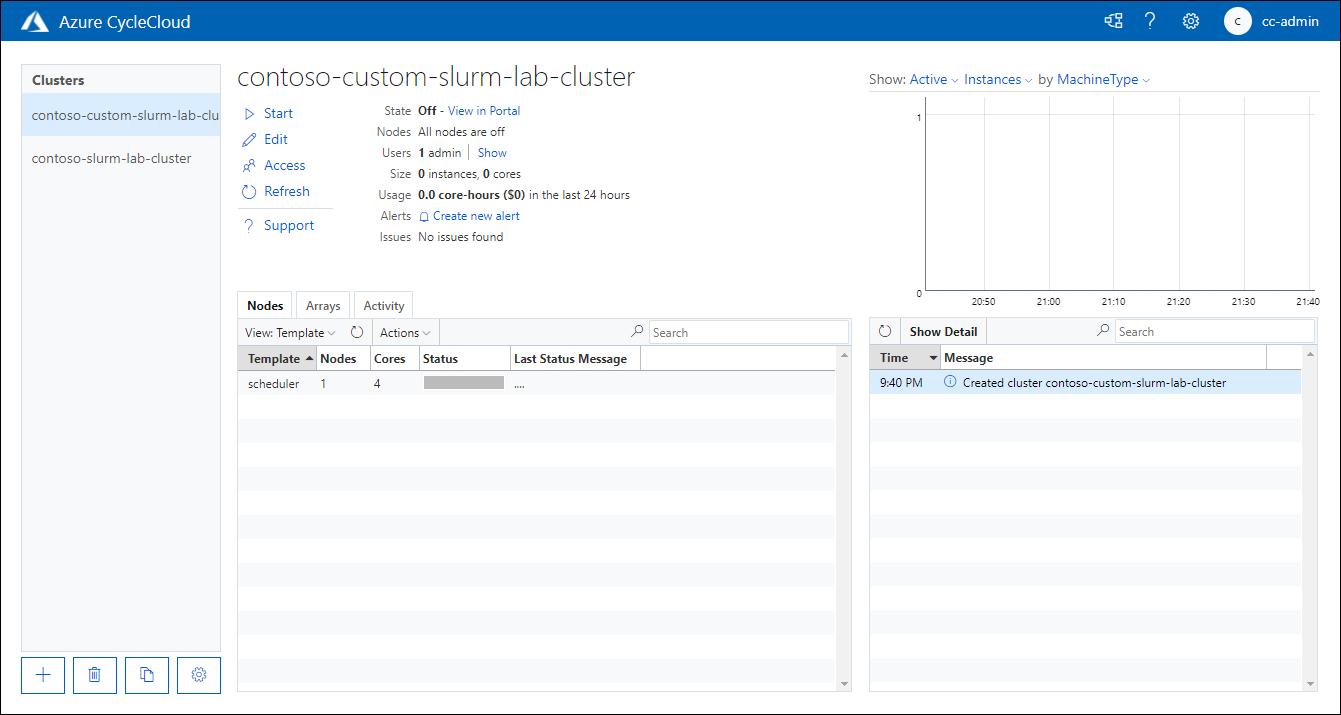 Azure CycleCloud
C cc-admin
Clusters
contoso-custom-slurm-lab-clu
contoso-slurm-lab-cluster
contoso-custom-slurm-lab-cluster
Start
Edit
Access
Refresh
Support
State Off - View in Portal
Nodes All nodes are off
Users 1 admin Show
Size 0 instances, 0 cores
Usage 0.0 core-hours ($0) in the last 24 hours
Alerts Create new alert
Issues No issues found
Show: Active Instances by MachineType
1
0
20:50 21:00 21:10 21:20 21:30 21:40
Nodes Arrays Activity
View: Template Actions Search
Template Nodes Cores Status Last Status Message
scheduler 1 4 ....
Show Detail Search
Time Message
9:40 PM Created cluster contoso-custom-slurm-lab-cluster